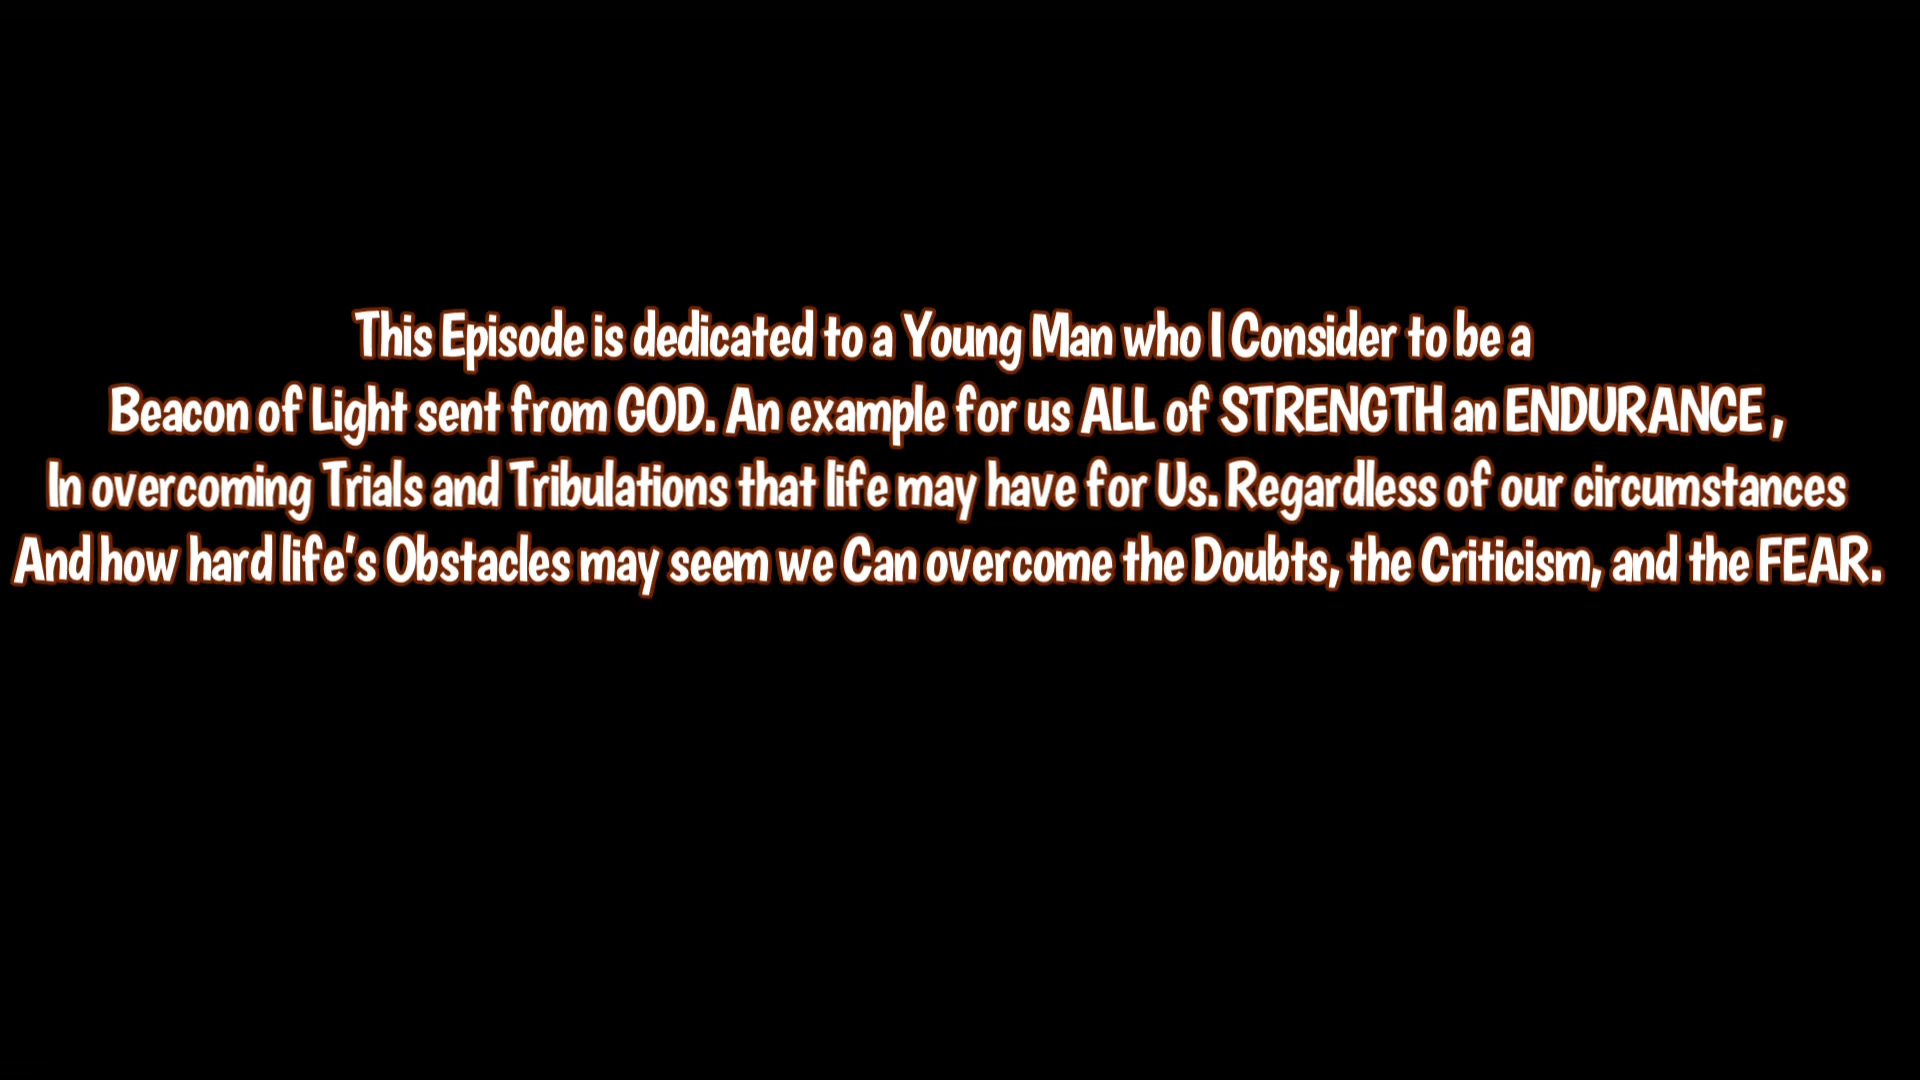 This Episode is dedicated to a Young Man who I Consider to be a
Beacon of Light sent from GOD. An example for us ALL of STRENGTH an ENDURANCE ,
In overcoming Trials and Tribulations that life may have for Us. Regardless of our circumstances
And how hard life's Obstacles may seem we Can overcome the Doubts, the Criticism, and the FEAR.